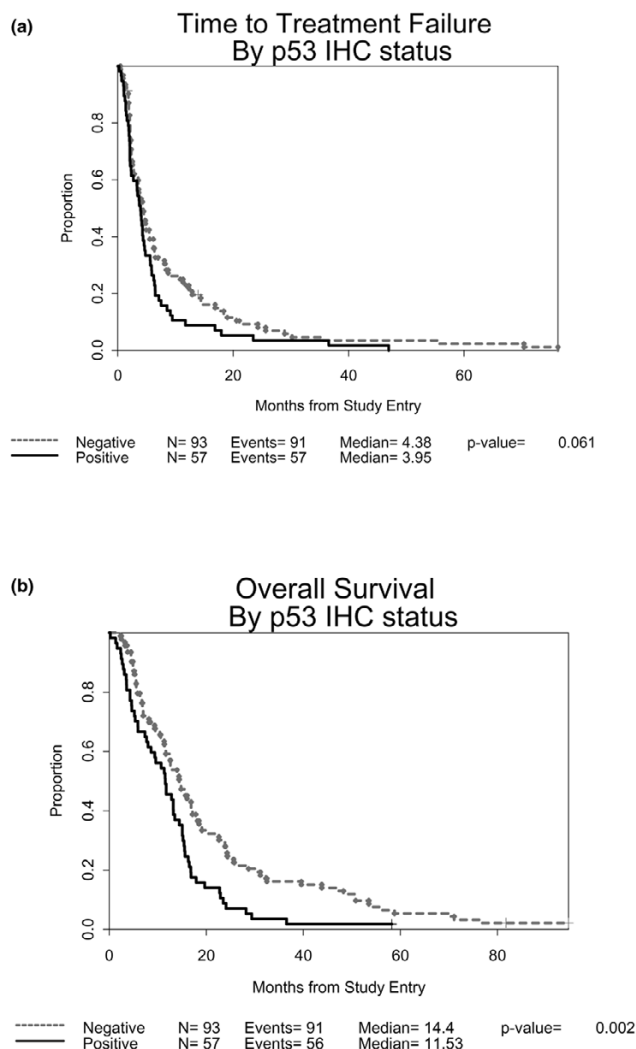 (a)
Time to Treatment Failure
By p53 IHC status
Proportion
0.0 0.2 0.4 0.6 0.8
0 20 40 60
Months from Study Entry
Negative N= 93 Events= 91 Median= 4.38 p-value= 0.061
Positive N= 57 Events= 57 Median= 3.95
(b)
Overall Survival
By p53 IHC status
Proportion
0.0 0.2 0.4 0.6 0.8
0 20 40 60 80
Months from Study Entry
Negative N= 93 Events= 91 Median= 14.4 p-value= 0.002
Positive N= 57 Events= 56 Median= 11.53